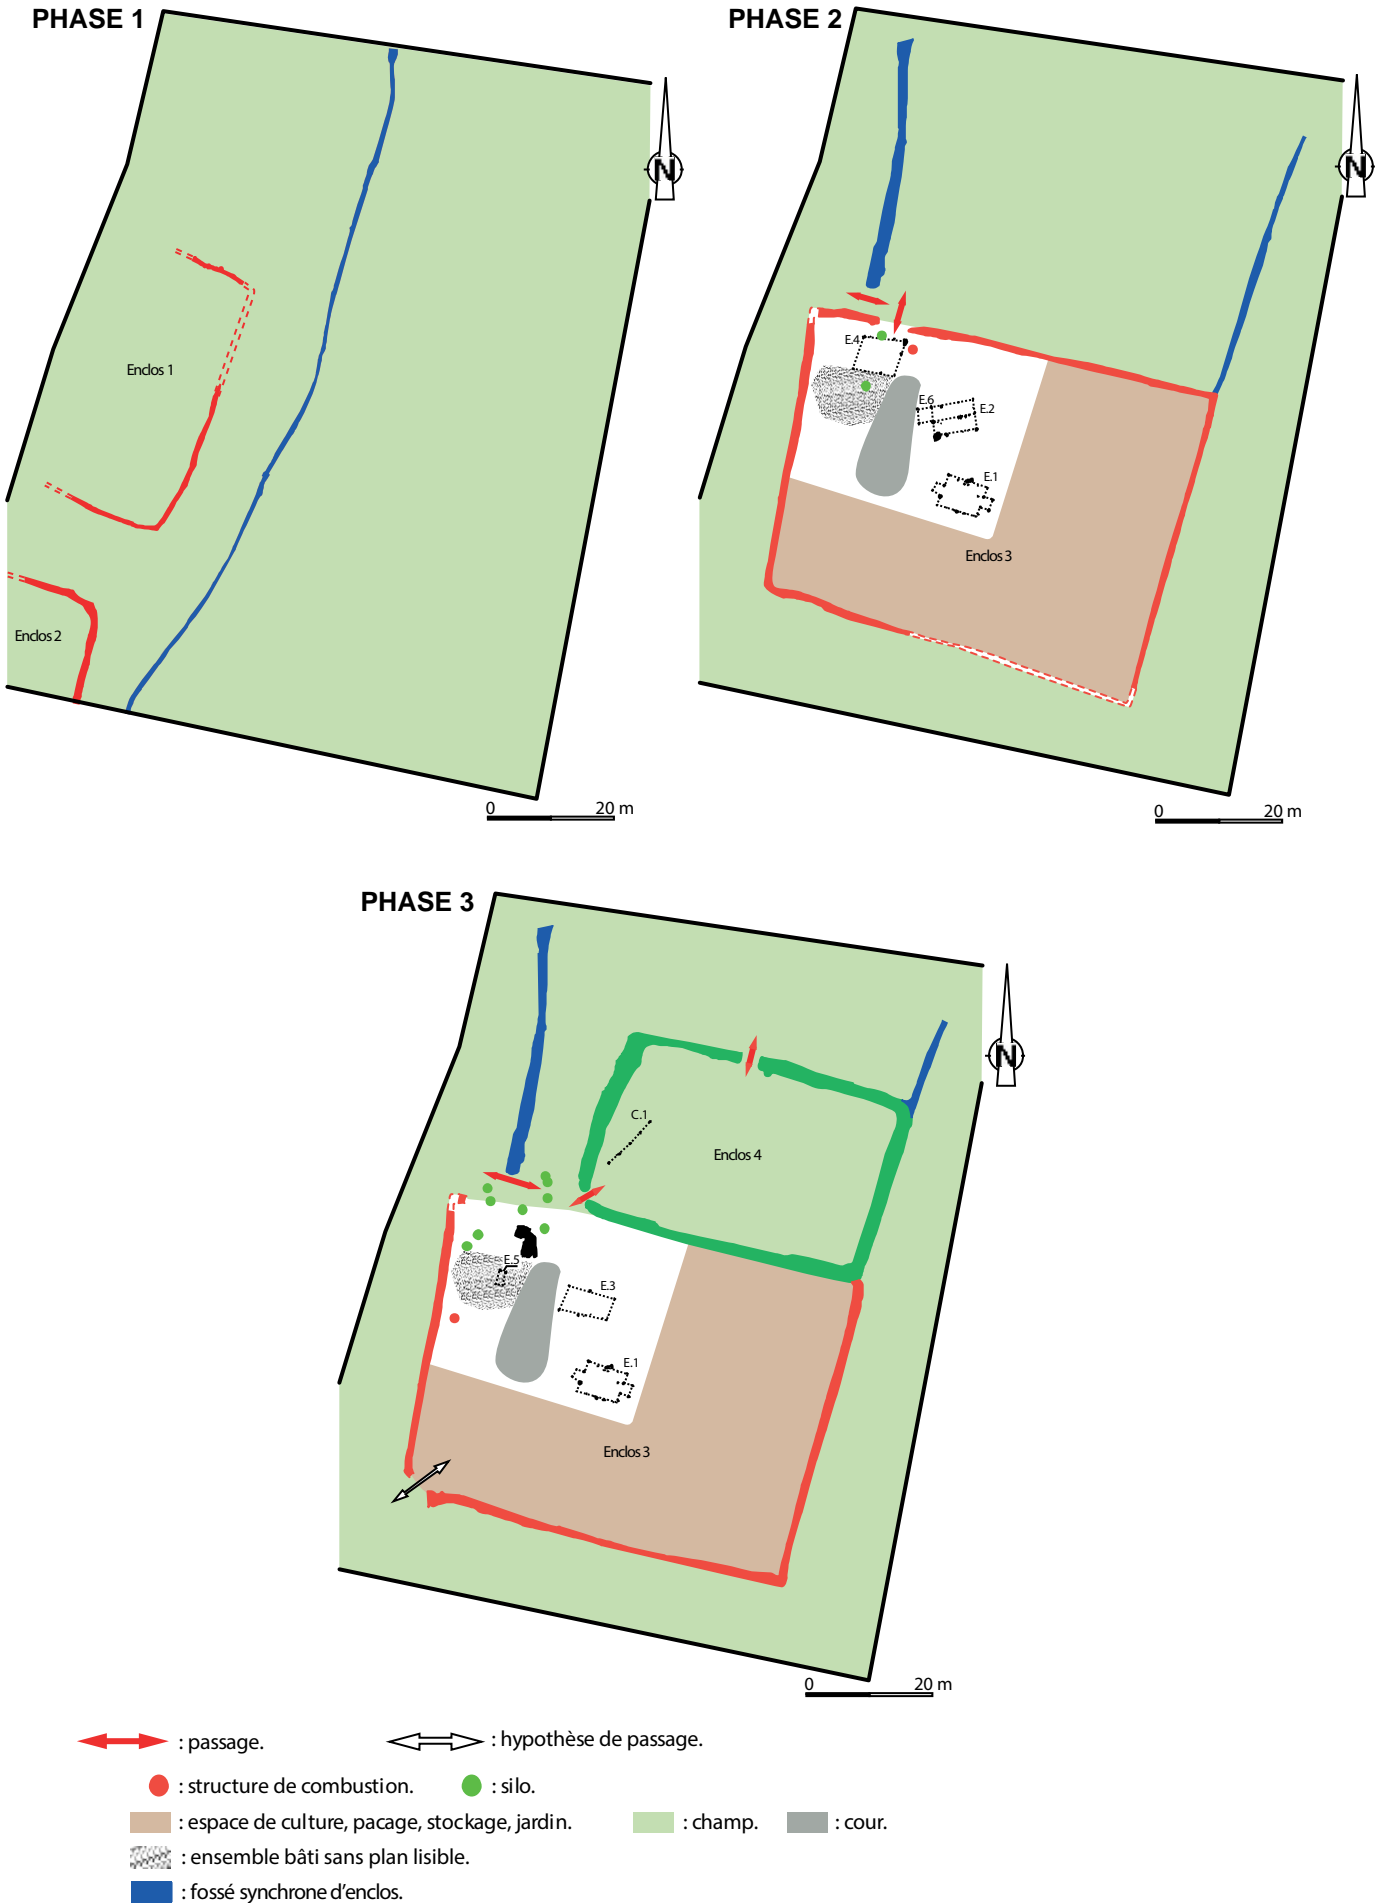 PHASE 1
N
Enclos 1
Enclos 2
0 20 m
PHASE 2
N
E.4
E.6
E.2
E.1
Enclos 3
0 20 m
PHASE 3
N
C.1
Enclos 4
E.5
E.3
E.1
Enclos 3
0 20 m
: passage.
: hypothèse de passage.
: structure de combustion.
: silo.
: espace de culture, pacage, stockage, jardin.
: champ.
: cour.
: ensemble bâti sans plan lisible.
: fossé synchrone d'enclos.